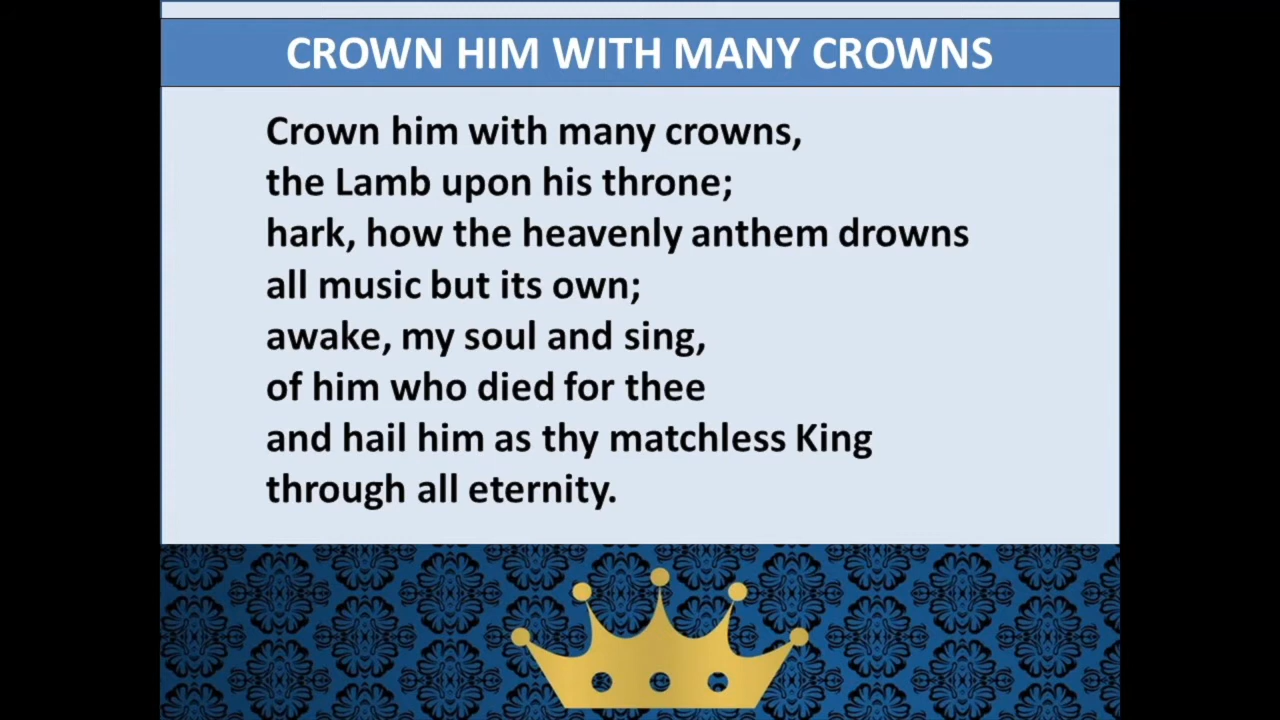 CROWN HIM WITH MANY CROWNS
Crown him with many crowns,
the Lamb upon his throne;
hark, how the heavenly anthem drowns
all music but its own;
awake, my soul and sing,
of him who died for thee
and hail him as thy matchless King
through all eternity.